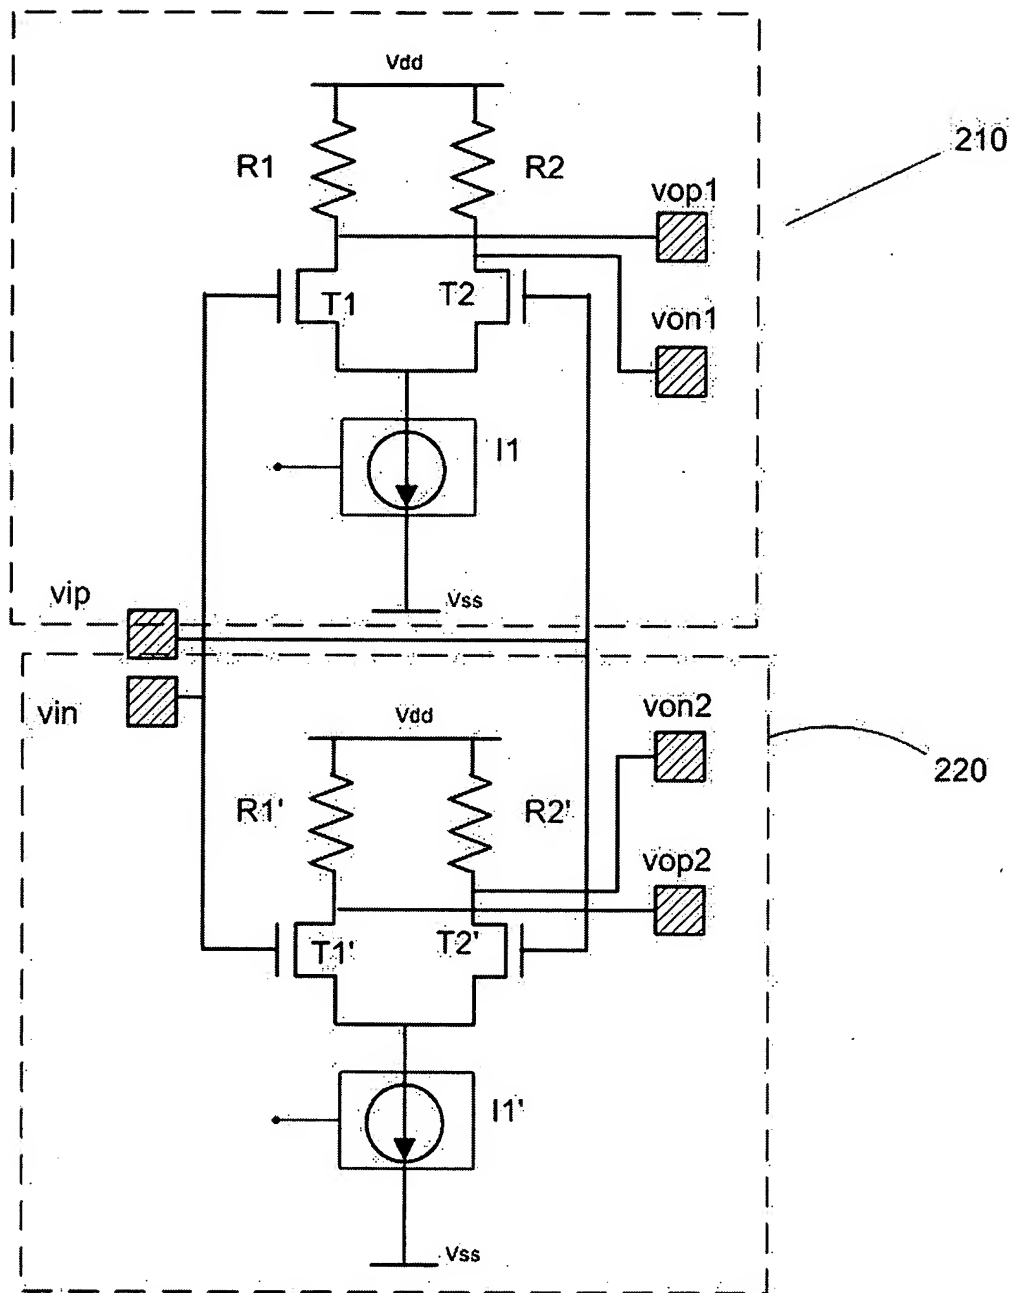 Vdd
210
R1
R2
vop1
T1
T2
von1
I1
vip
Vss
vin
Vdd
von2
220
R1'
R2'
vop2
T1'
T2'
I1'
Vss